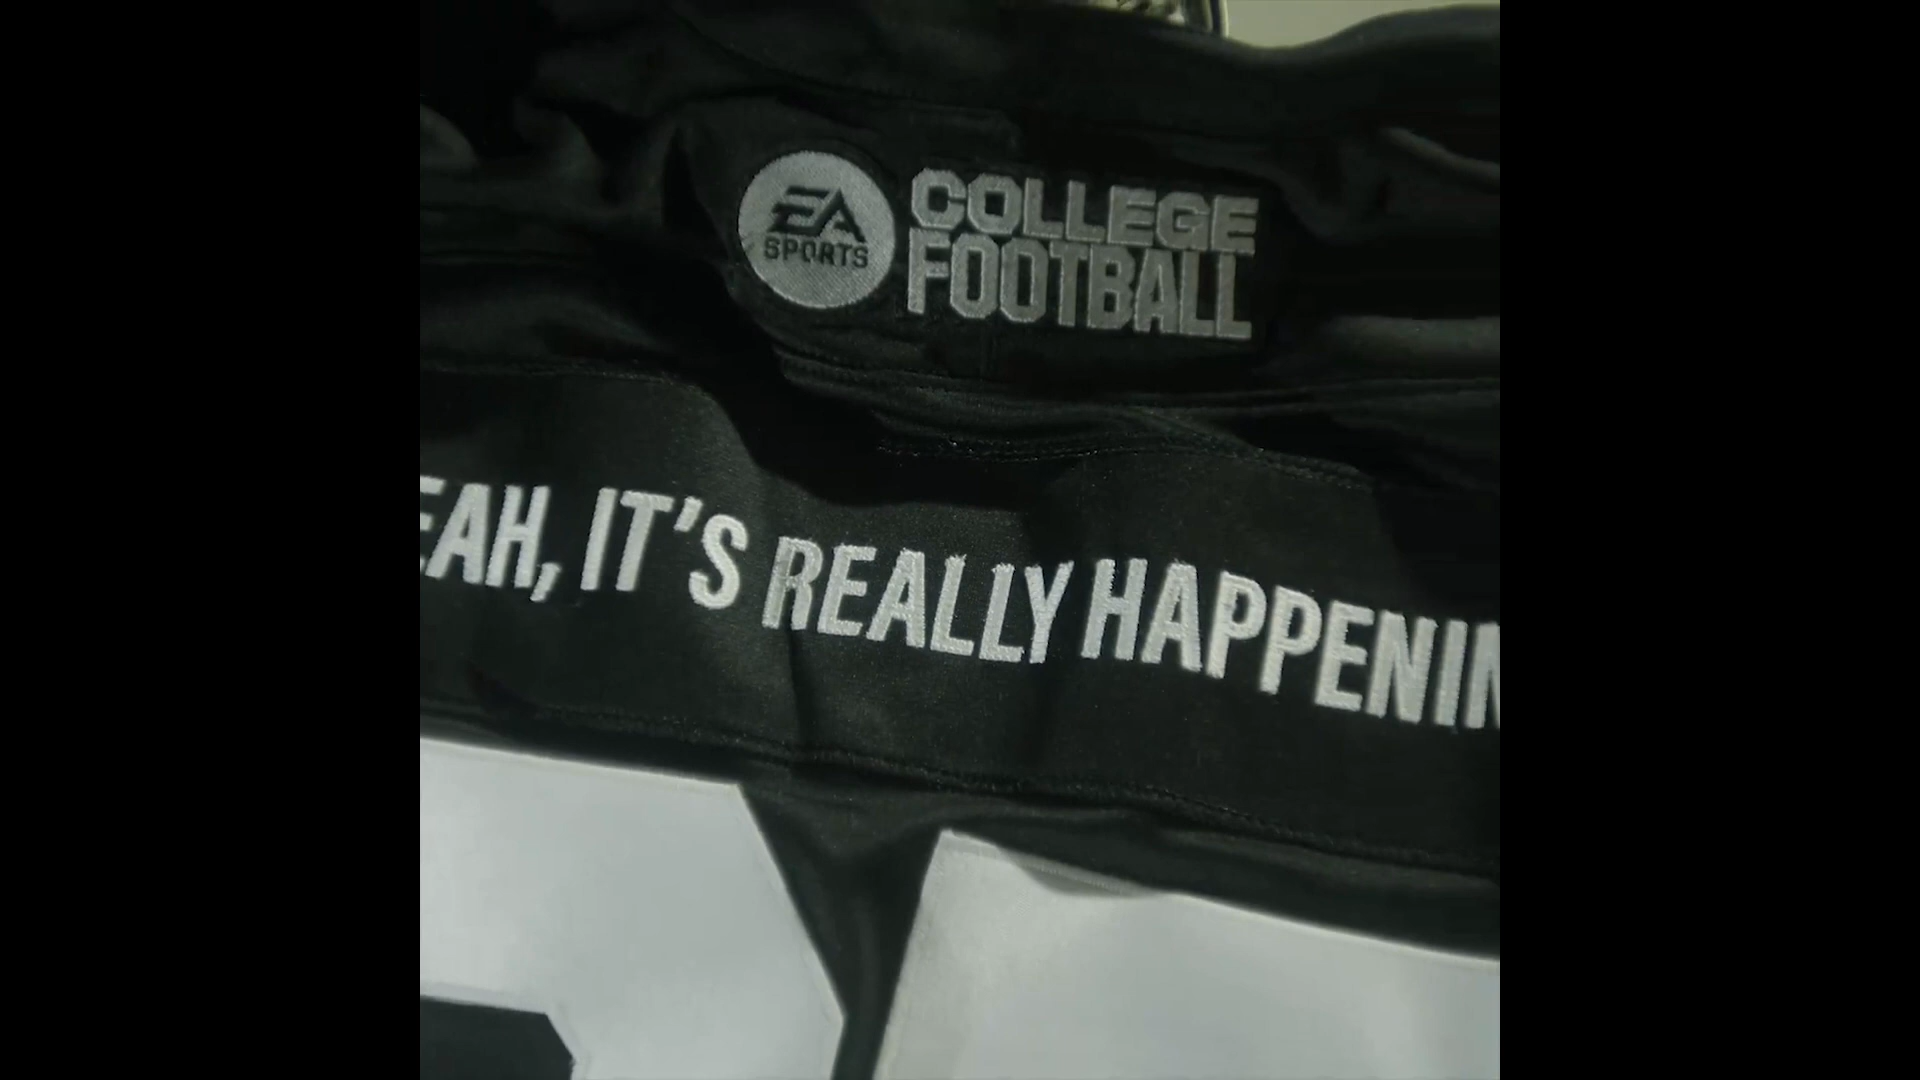 EA
SPORTS
COLLEGE
FOOTBALL
EAH, IT'S REALLY HAPPENIN